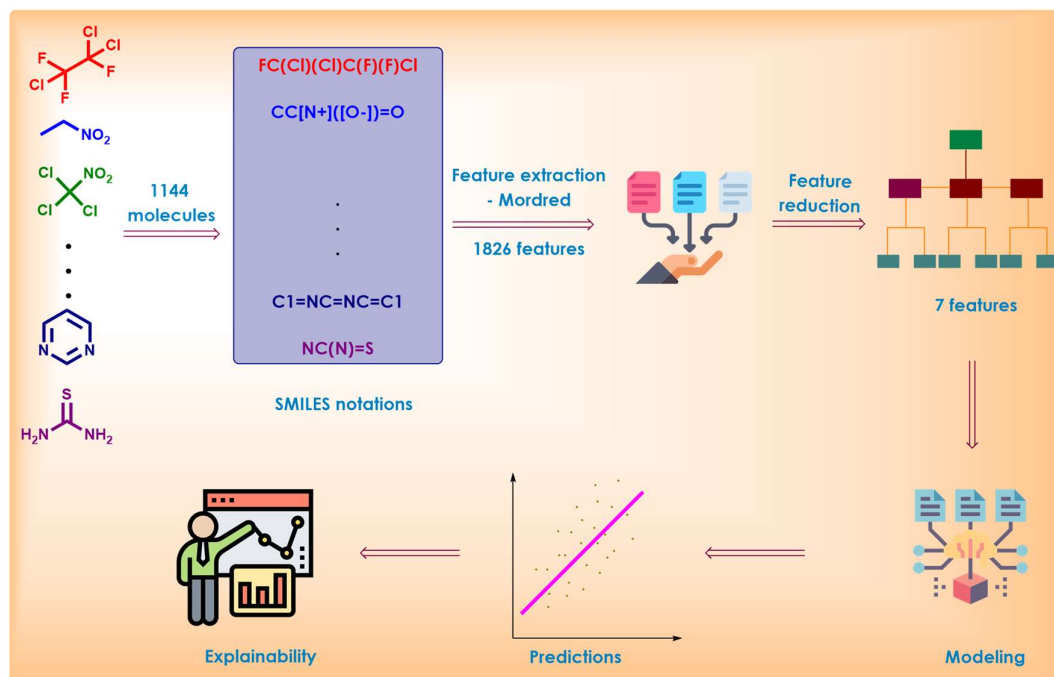 F
Cl
Cl
F
Cl
F
NO2
Cl
NO2
Cl
Cl
N
N
S
H2N
NH2
1144
molecules
FC(Cl)(Cl)C(F)(F)Cl
CC[N+]([O-])=O
.
.
.
C1=NC=NC=C1
NC(N)=S
SMILES notations
Feature extraction
- Mordred
1826 features
Feature
reduction
7 features
Explainability
Predictions
Modeling